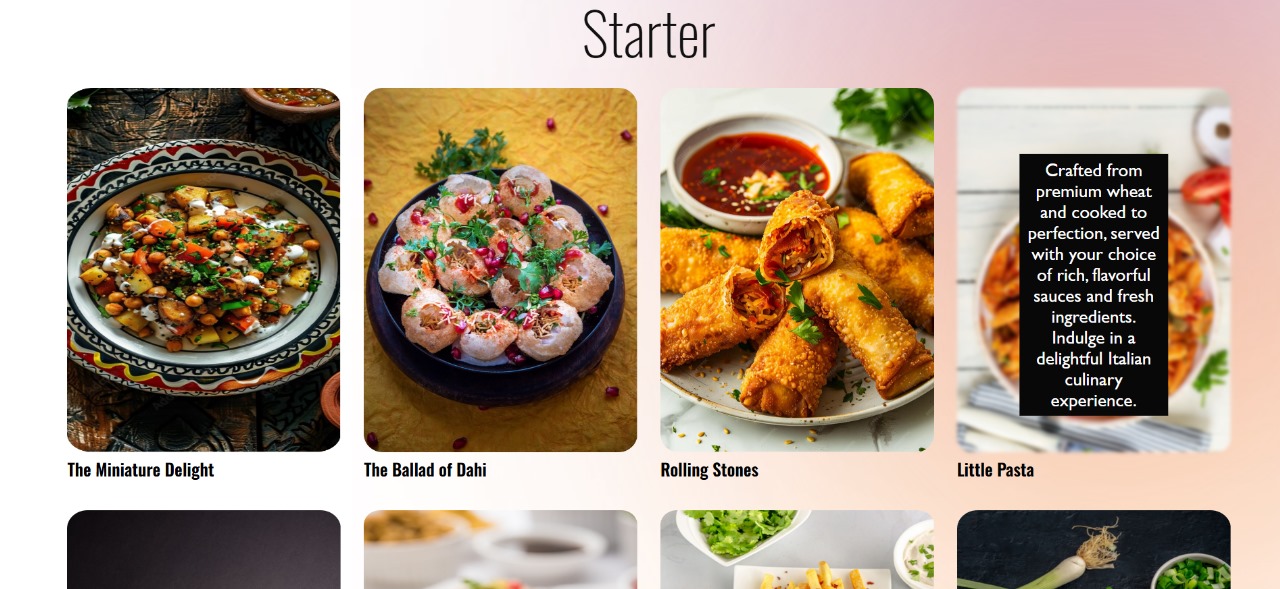 Starter
Crafted from
premium wheat
and cooked to
perfection, served
with your choice
of rich, flavorful
sauces and fresh
ingredients.
Indulge in a
delightful Italian
culinary
experience.
The Miniature Delight
The Ballad of Dahi
Rolling Stones
Little Pasta